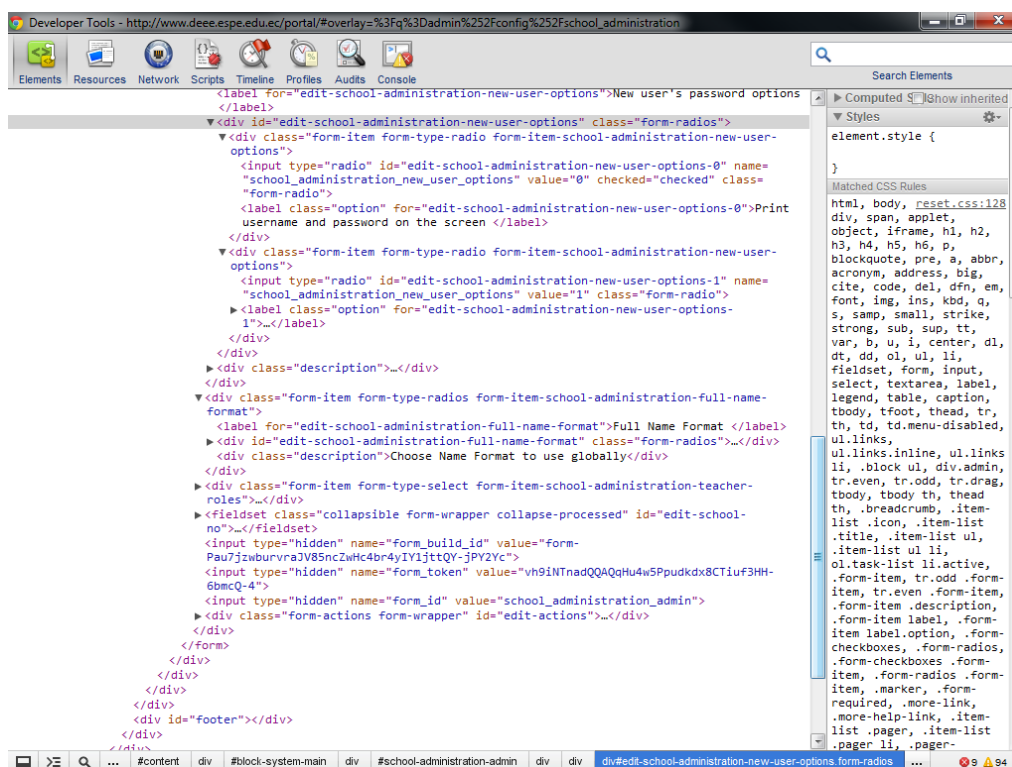 Developer Tools - http://www.deee.espe.edu.ec/portal/#overlay=%3Fq%3Dadmin%252Fconfig%252Fschool_administration
Elements Resources Network Scripts Timeline Profiles Audits Console
Search Elements
<label for="edit-school-administration-new-user-options">New user's password options
</label>
▼<div id="edit-school-administration-new-user-options" class="form-radios">
▼<div class="form-item form-type-radio form-item-school-administration-new-user-
options">
<input type="radio" id="edit-school-administration-new-user-options-0" name=
"school_administration_new_user_options" value="0" checked="checked" class=
"form-radio">
<label class="option" for="edit-school-administration-new-user-options-0">Print
username and password on the screen </label>
</div>
▼<div class="form-item form-type-radio form-item-school-administration-new-user-
options">
<input type="radio" id="edit-school-administration-new-user-options-1" name=
"school_administration_new_user_options" value="1" class="form-radio">
▶<label class="option" for="edit-school-administration-new-user-options-
1">…</label>
</div>
</div>
▶<div class="description">…</div>
</div>
▼<div class="form-item form-type-radios form-item-school-administration-full-name-
format">
<label for="edit-school-administration-full-name-format">Full Name Format </label>
▶<div id="edit-school-administration-full-name-format" class="form-radios">…</div>
<div class="description">Choose Name Format to use globally</div>
</div>
▶<div class="form-item form-type-select form-item-school-administration-teacher-
roles">…</div>
▶<fieldset class="collapsible form-wrapper collapse-processed" id="edit-school-
no">…</fieldset>
<input type="hidden" name="form_build_id" value="form-
Pau7jzwburvraJV85ncZwHc4br4yIY1jttQY-jPY2Yc">
<input type="hidden" name="form_token" value="vh9iNTnadQQAQqHu4w5Ppudkdx8CTiuf3HH-
6bmcQ-4">
<input type="hidden" name="form_id" value="school_administration_admin">
▶<div class="form-actions form-wrapper" id="edit-actions">…</div>
</div>
</form>
</div>
</div>
</div>
</div>
<div id="footer"></div>
</div>
▶ Computed Show inherited
▼ Styles
element.style {
}
Matched CSS Rules
html, body, reset.css:128
div, span, applet,
object, iframe, h1, h2,
h3, h4, h5, h6, p,
blockquote, pre, a, abbr,
acronym, address, big,
cite, code, del, dfn, em,
font, img, ins, kbd, q,
s, samp, small, strike,
strong, sub, sup, tt,
var, b, u, i, center, dl,
dt, dd, ol, ul, li,
fieldset, form, input,
select, textarea, label,
legend, table, caption,
tbody, tfoot, thead, tr,
th, td, td.menu-disabled,
ul.links,
ul.links.inline, ul.links
li, .block ul, div.admin,
tr.even, tr.odd, tr.drag,
tbody, tbody th, thead
th, .breadcrumb, .item-
list .icon, .item-list
.title, .item-list ul,
.item-list ul li,
ol.task-list li.active,
.form-item, tr.odd .form-
item, tr.even .form-item,
.form-item .description,
.form-item label, .form-
item label.option, .form-
checkboxes, .form-radios,
.form-checkboxes .form-
item, .form-radios .form-
item, .marker, .form-
required, .more-link,
.more-help-link, .item-
list .pager, .item-list
.pager li, .pager-
... #content div #block-system-main div #school-administration-admin div div div#edit-school-administration-new-user-options.form-radios ... 9 94